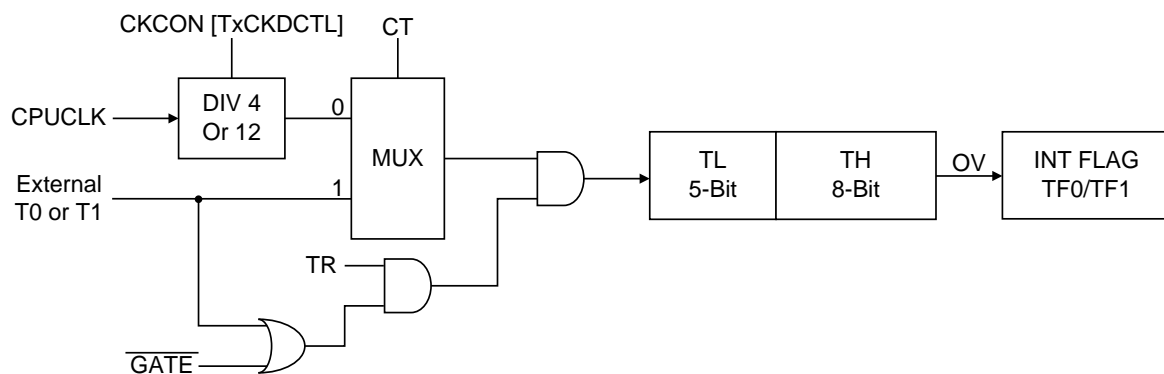 CKCON [TxCKDCTL]
CT
CPUCLK
DIV 4
Or 12
0
MUX
1
External
T0 or T1
TL
5-Bit
TH
8-Bit
OV
INT FLAG
TF0/TF1
TR
GATE